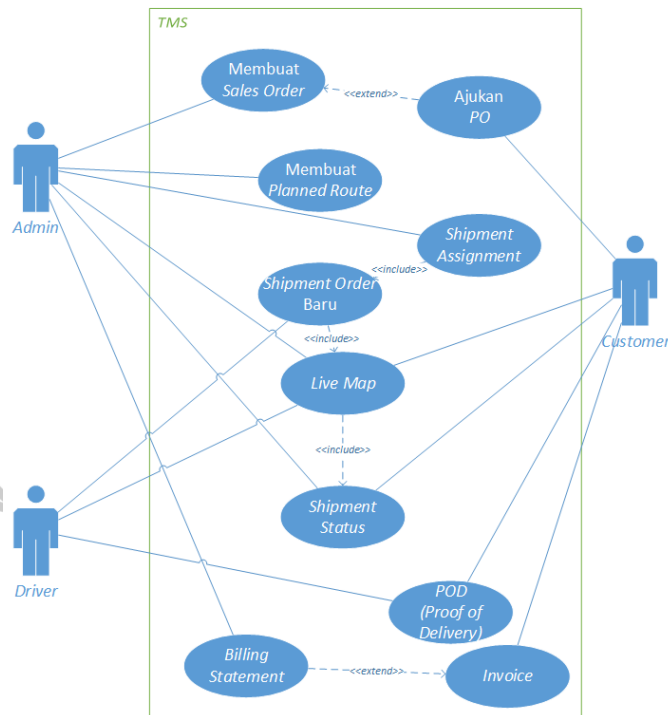 TMS
Membuat
Sales Order
<<extend>>
Ajukan
PO
Admin
Membuat
Planned Route
Shipment
Assignment
<<include>>
Shipment Order
Baru
<<include>>
Customer
Live Map
<<include>>
Shipment
Status
Driver
POD
(Proof of
Delivery)
Billing
Statement
<<extend>>
Invoice